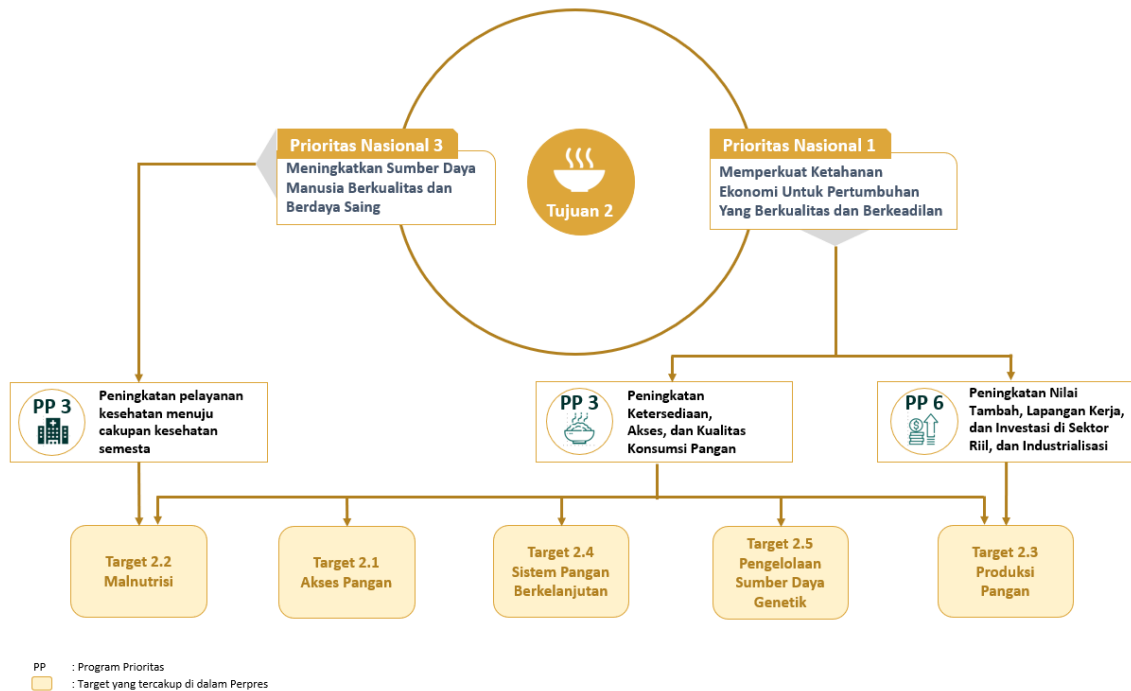 Prioritas Nasional 3
Meningkatkan Sumber Daya
Manusia Berkualitas dan
Berdaya Saing
Tujuan 2
Prioritas Nasional 1
Memperkuat Ketahanan
Ekonomi Untuk Pertumbuhan
Yang Berkualitas dan Berkeadilan
PP 3
Peningkatan pelayanan
kesehatan menuju
cakupan kesehatan
semesta
PP 3
Peningkatan
Ketersediaan,
Akses, dan Kualitas
Konsumsi Pangan
PP 6
Peningkatan Nilai
Tambah, Lapangan Kerja,
dan Investasi di Sektor
Riil, dan Industrialisasi
Target 2.2
Malnutrisi
Target 2.1
Akses Pangan
Target 2.4
Sistem Pangan
Berkelanjutan
Target 2.5
Pengelolaan
Sumber Daya
Genetik
Target 2.3
Produksi
Pangan
PP : Program Prioritas
: Target yang tercakup di dalam Perpres